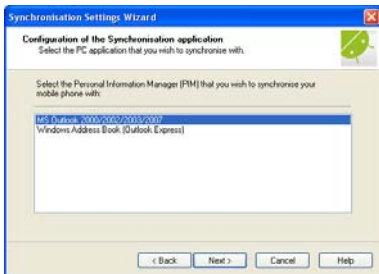 Synchronisation Settings Wizard
Configuration of the Synchronisation application
Select the PC application that you wish to synchronise with.
Select the Personal Information Manager (PIM) that you wish to synchronise your
mobile phone with:
MS Outlook 2000/2002/2003/2007
Windows Address Book (Outlook Express)
< Back Next > Cancel Help